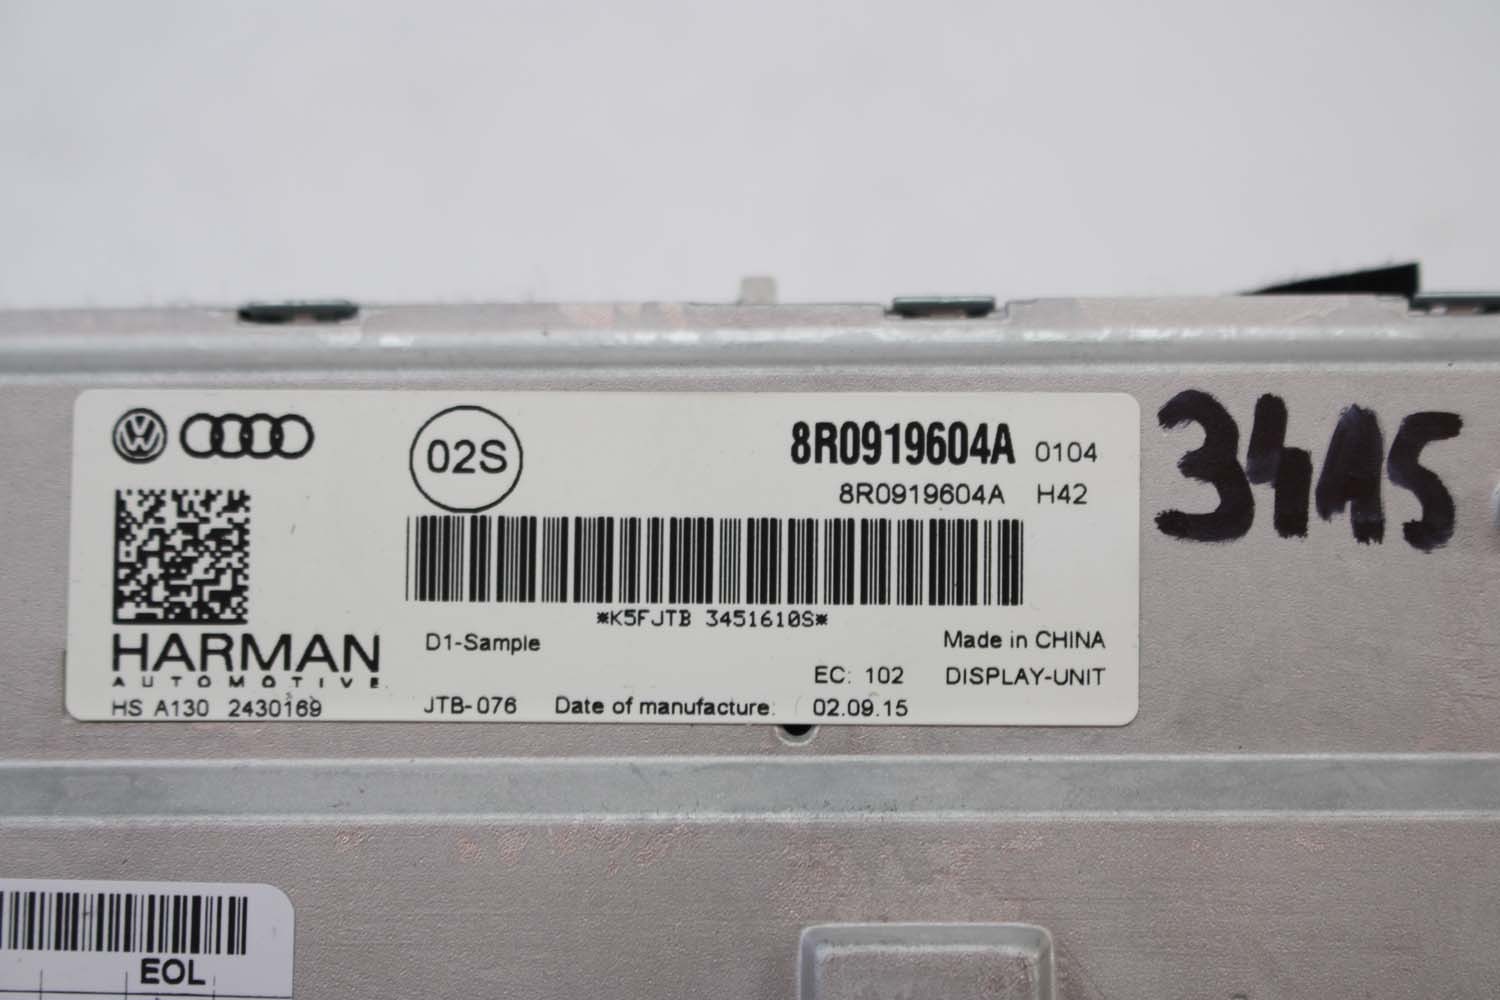 02S
8R0919604A 0104
8R0919604A H42
3415
*K5FJTB 3451610S*
HARMAN
AUTOMOTIVE
D1-Sample
Made in CHINA
EC: 102 DISPLAY-UNIT
HS A130 2430169
JTB-076 Date of manufacture: 02.09.15
EOL